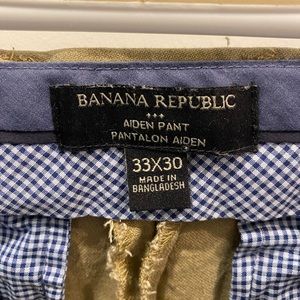 BANANA REPUBLIC
AIDEN PANT
PANTALON AIDEN
33X30
MADE IN
BANGLADESH